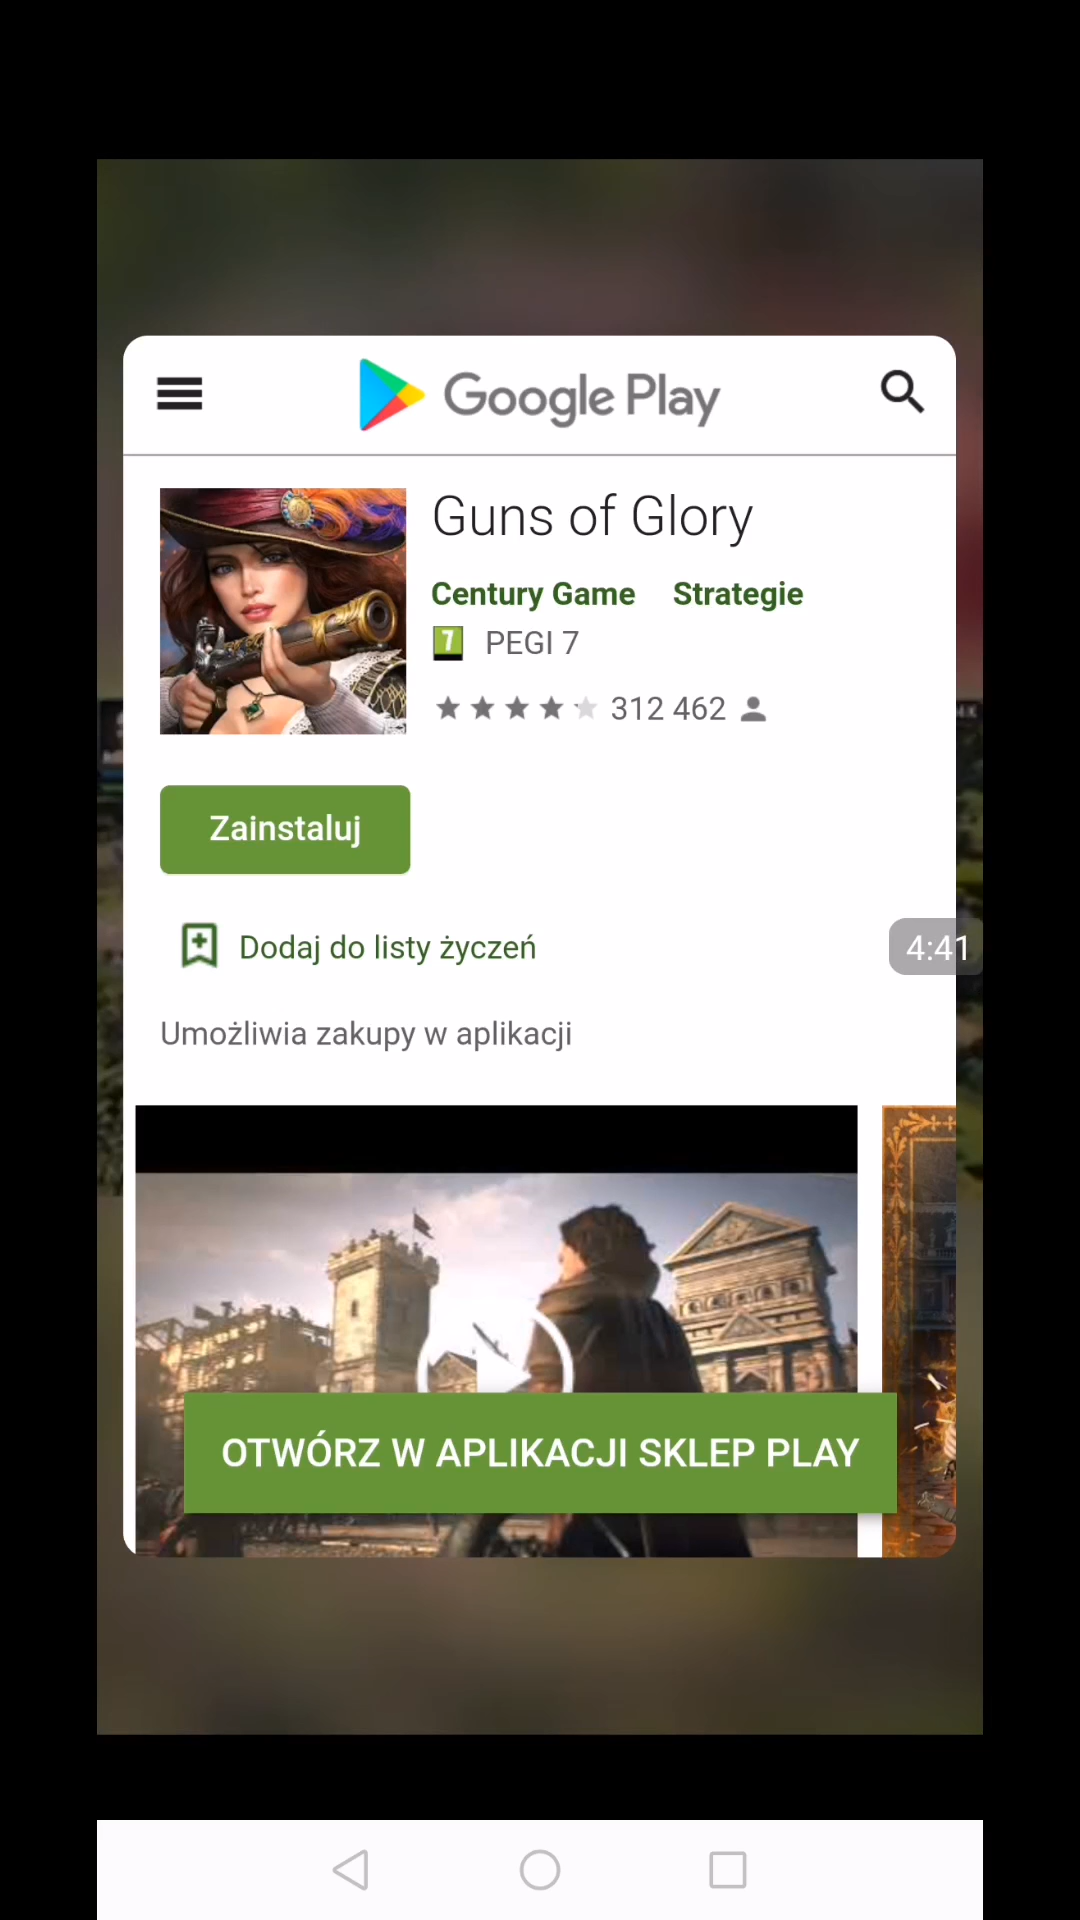 Google Play
Guns of Glory
Century Game Strategie
7 PEGI 7
312 462
Zainstaluj
Dodaj do listy życzeń
4:41
Umożliwia zakupy w aplikacji
OTWÓRZ W APLIKACJI SKLEP PLAY